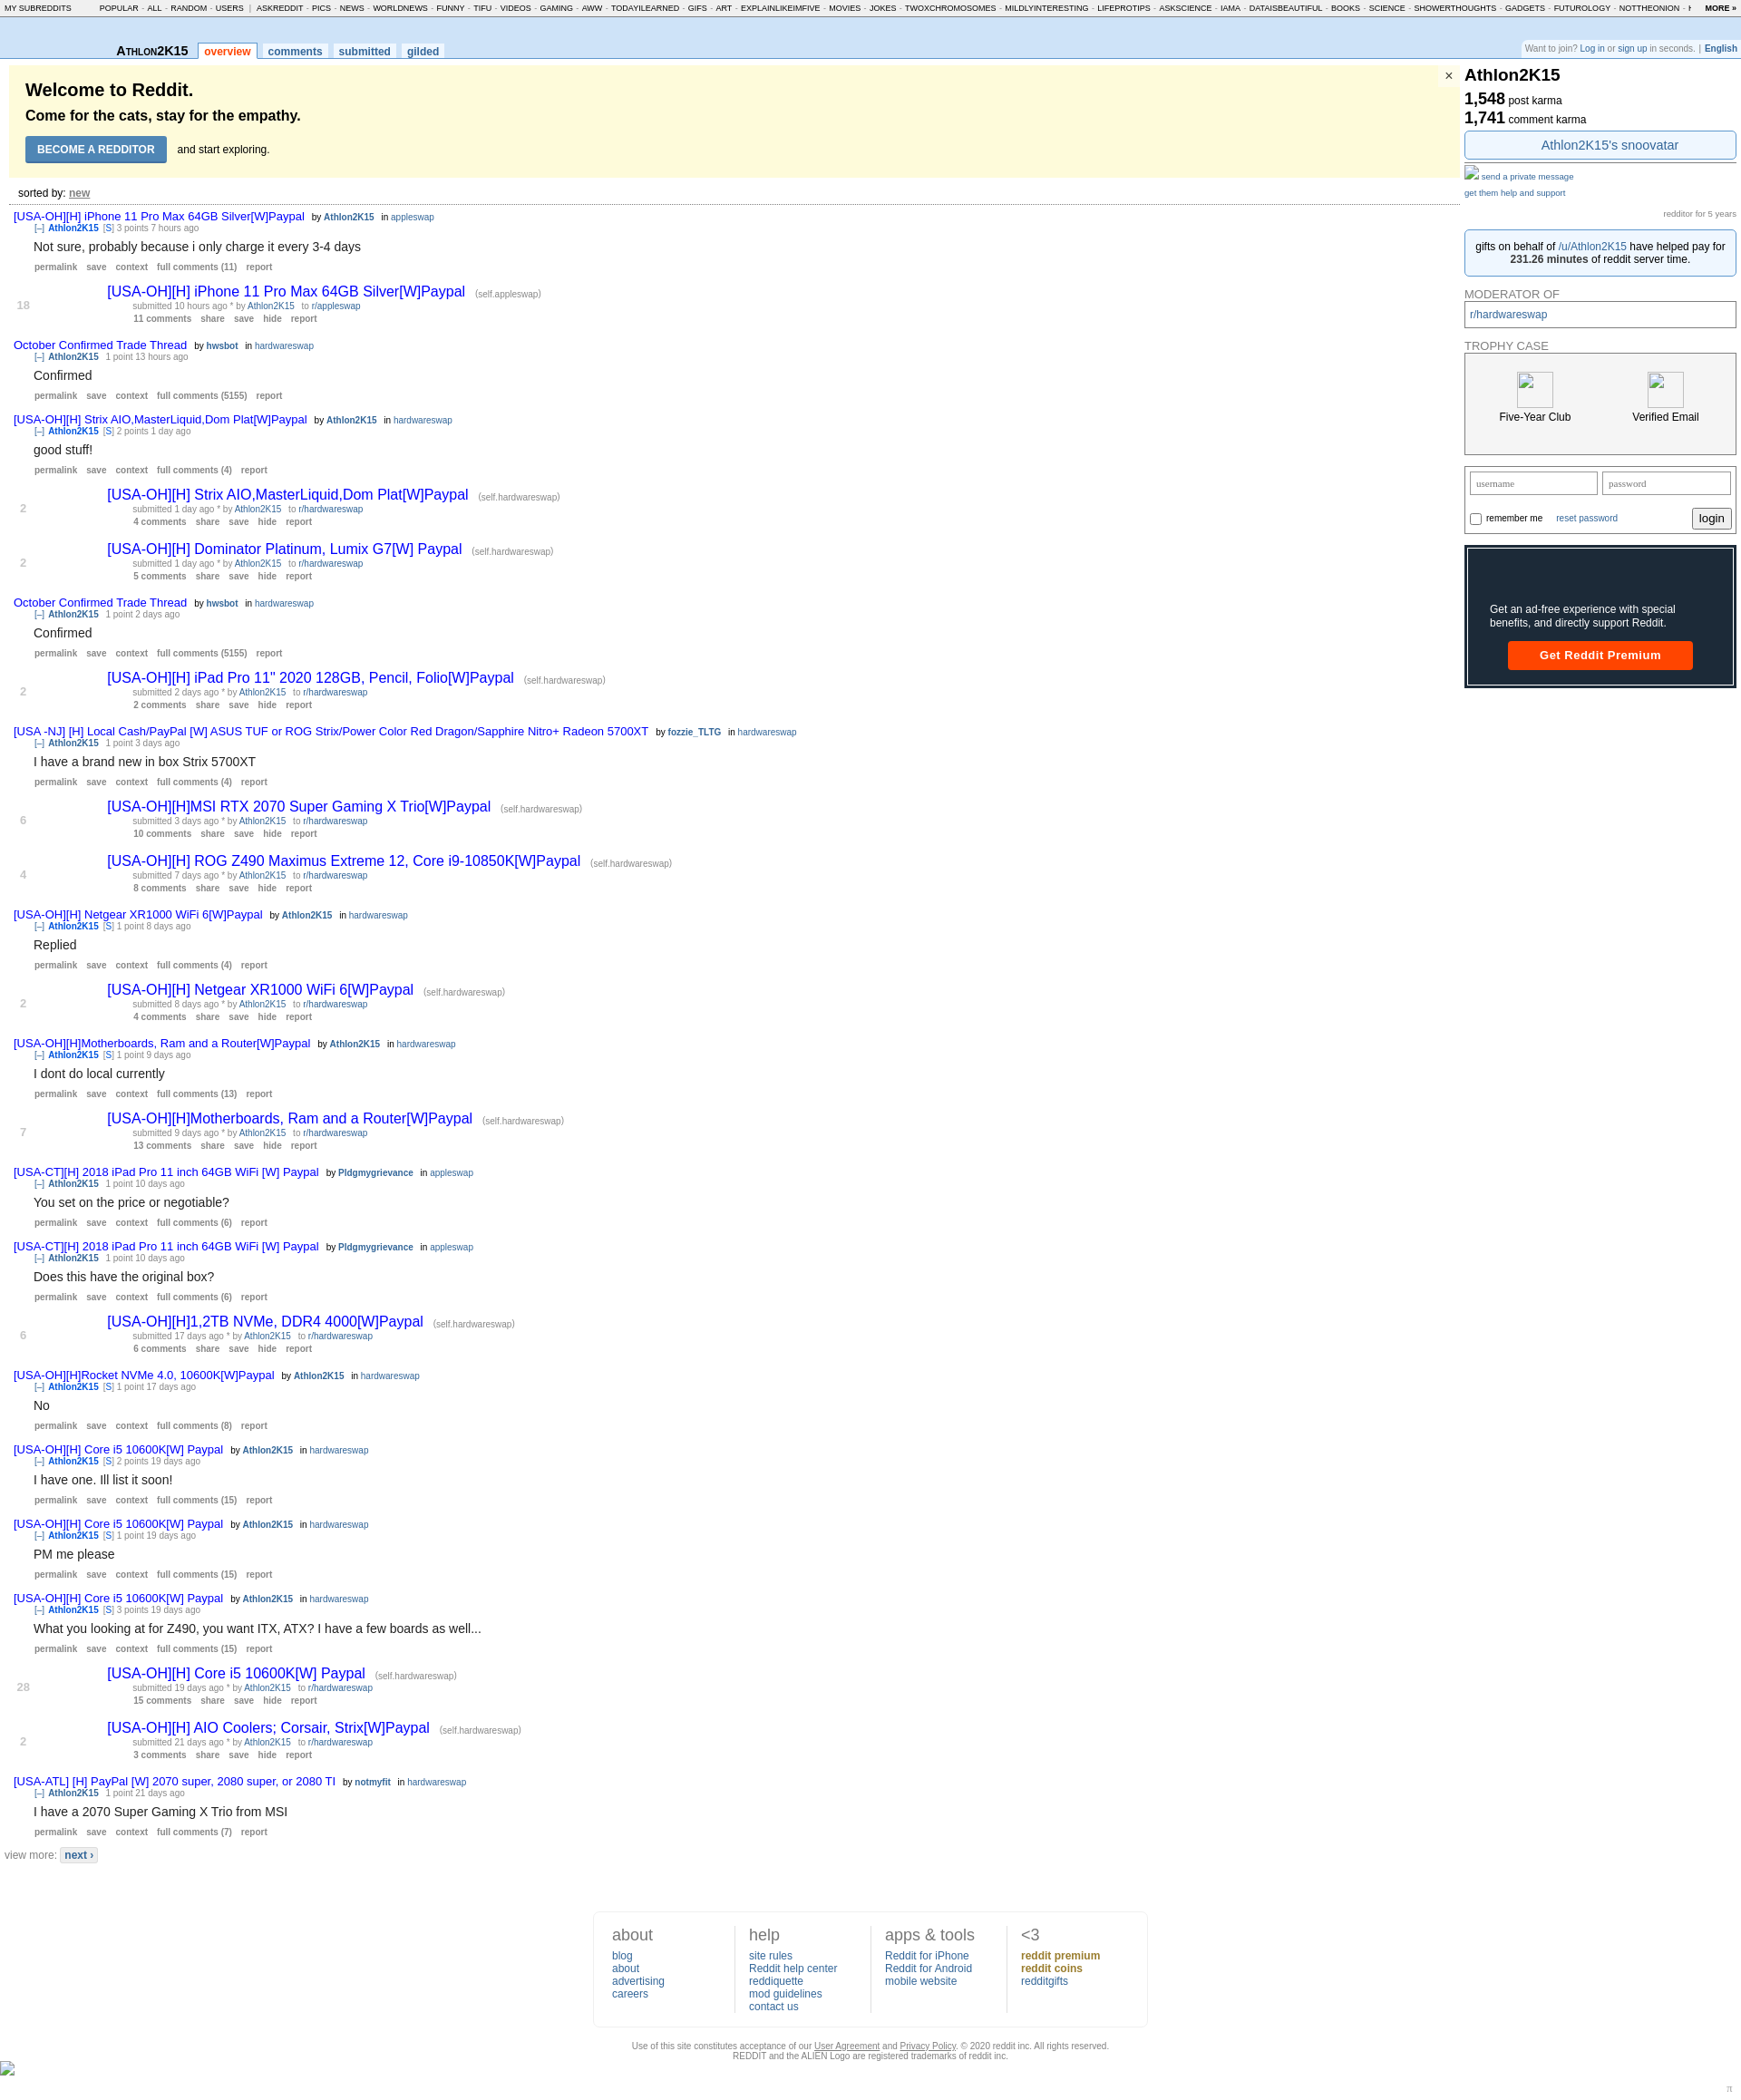 MY SUBREDDITS POPULAR - ALL - RANDOM - USERS | ASKREDDIT - PICS - NEWS - WORLDNEWS - FUNNY - TIFU - VIDEOS - GAMING - AWW - TODAYILEARNED - GIFS - ART - EXPLAINLIKEIMFIVE - MOVIES - JOKES - TWOXCHROMOSOMES - MILDLYINTERESTING - LIFEPROTIPS - ASKSCIENCE - IAMA - DATAISBEAUTIFUL - BOOKS - SCIENCE - SHOWERTHOUGHTS - GADGETS - FUTUROLOGY - NOTTHEONION - MORE »
ATHLON2K15 overview comments submitted gilded
Want to join? Log in or sign up in seconds. | English
Welcome to Reddit.
×
Come for the cats, stay for the empathy.
BECOME A REDDITOR and start exploring.
sorted by: new
[USA-OH][H] iPhone 11 Pro Max 64GB Silver[W]Paypal by Athlon2K15 in appleswap
[–] Athlon2K15 [S] 3 points 7 hours ago
Not sure, probably because i only charge it every 3-4 days
permalink save context full comments (11) report
[USA-OH][H] iPhone 11 Pro Max 64GB Silver[W]Paypal (self.appleswap)
18
submitted 10 hours ago * by Athlon2K15 to r/appleswap
11 comments share save hide report
October Confirmed Trade Thread by hwsbot in hardwareswap
[–] Athlon2K15 1 point 13 hours ago
Confirmed
permalink save context full comments (5155) report
[USA-OH][H] Strix AIO,MasterLiquid,Dom Plat[W]Paypal by Athlon2K15 in hardwareswap
[–] Athlon2K15 [S] 2 points 1 day ago
good stuff!
permalink save context full comments (4) report
[USA-OH][H] Strix AIO,MasterLiquid,Dom Plat[W]Paypal (self.hardwareswap)
2
submitted 1 day ago * by Athlon2K15 to r/hardwareswap
4 comments share save hide report
[USA-OH][H] Dominator Platinum, Lumix G7[W] Paypal (self.hardwareswap)
2
submitted 1 day ago * by Athlon2K15 to r/hardwareswap
5 comments share save hide report
October Confirmed Trade Thread by hwsbot in hardwareswap
[–] Athlon2K15 1 point 2 days ago
Confirmed
permalink save context full comments (5155) report
[USA-OH][H] iPad Pro 11" 2020 128GB, Pencil, Folio[W]Paypal (self.hardwareswap)
2
submitted 2 days ago * by Athlon2K15 to r/hardwareswap
2 comments share save hide report
[USA -NJ] [H] Local Cash/PayPal [W] ASUS TUF or ROG Strix/Power Color Red Dragon/Sapphire Nitro+ Radeon 5700XT by fozzie_TLTG in hardwareswap
[–] Athlon2K15 1 point 3 days ago
I have a brand new in box Strix 5700XT
permalink save context full comments (4) report
[USA-OH][H]MSI RTX 2070 Super Gaming X Trio[W]Paypal (self.hardwareswap)
6
submitted 3 days ago * by Athlon2K15 to r/hardwareswap
10 comments share save hide report
[USA-OH][H] ROG Z490 Maximus Extreme 12, Core i9-10850K[W]Paypal (self.hardwareswap)
4
submitted 7 days ago * by Athlon2K15 to r/hardwareswap
8 comments share save hide report
[USA-OH][H] Netgear XR1000 WiFi 6[W]Paypal by Athlon2K15 in hardwareswap
[–] Athlon2K15 [S] 1 point 8 days ago
Replied
permalink save context full comments (4) report
[USA-OH][H] Netgear XR1000 WiFi 6[W]Paypal (self.hardwareswap)
2
submitted 8 days ago * by Athlon2K15 to r/hardwareswap
4 comments share save hide report
[USA-OH][H]Motherboards, Ram and a Router[W]Paypal by Athlon2K15 in hardwareswap
[–] Athlon2K15 [S] 1 point 9 days ago
I dont do local currently
permalink save context full comments (13) report
[USA-OH][H]Motherboards, Ram and a Router[W]Paypal (self.hardwareswap)
7
submitted 9 days ago * by Athlon2K15 to r/hardwareswap
13 comments share save hide report
[USA-CT][H] 2018 iPad Pro 11 inch 64GB WiFi [W] Paypal by Pldgmygrievance in appleswap
[–] Athlon2K15 1 point 10 days ago
You set on the price or negotiable?
permalink save context full comments (6) report
[USA-CT][H] 2018 iPad Pro 11 inch 64GB WiFi [W] Paypal by Pldgmygrievance in appleswap
[–] Athlon2K15 1 point 10 days ago
Does this have the original box?
permalink save context full comments (6) report
[USA-OH][H]1,2TB NVMe, DDR4 4000[W]Paypal (self.hardwareswap)
6
submitted 17 days ago * by Athlon2K15 to r/hardwareswap
6 comments share save hide report
[USA-OH][H]Rocket NVMe 4.0, 10600K[W]Paypal by Athlon2K15 in hardwareswap
[–] Athlon2K15 [S] 1 point 17 days ago
No
permalink save context full comments (8) report
[USA-OH][H] Core i5 10600K[W] Paypal by Athlon2K15 in hardwareswap
[–] Athlon2K15 [S] 2 points 19 days ago
I have one. Ill list it soon!
permalink save context full comments (15) report
[USA-OH][H] Core i5 10600K[W] Paypal by Athlon2K15 in hardwareswap
[–] Athlon2K15 [S] 1 point 19 days ago
PM me please
permalink save context full comments (15) report
[USA-OH][H] Core i5 10600K[W] Paypal by Athlon2K15 in hardwareswap
[–] Athlon2K15 [S] 3 points 19 days ago
What you looking at for Z490, you want ITX, ATX? I have a few boards as well...
permalink save context full comments (15) report
[USA-OH][H] Core i5 10600K[W] Paypal (self.hardwareswap)
28
submitted 19 days ago * by Athlon2K15 to r/hardwareswap
15 comments share save hide report
[USA-OH][H] AIO Coolers; Corsair, Strix[W]Paypal (self.hardwareswap)
2
submitted 21 days ago * by Athlon2K15 to r/hardwareswap
3 comments share save hide report
[USA-ATL] [H] PayPal [W] 2070 super, 2080 super, or 2080 TI by notmyfit in hardwareswap
[–] Athlon2K15 1 point 21 days ago
I have a 2070 Super Gaming X Trio from MSI
permalink save context full comments (7) report
view more: next ›
Athlon2K15
1,548 post karma
1,741 comment karma
Athlon2K15's snoovatar
send a private message
get them help and support
redditor for 5 years
gifts on behalf of /u/Athlon2K15 have helped pay for
231.26 minutes of reddit server time.
MODERATOR OF
r/hardwareswap
TROPHY CASE
Five-Year Club Verified Email
username password
remember me reset password login
Get an ad-free experience with special
benefits, and directly support Reddit.
Get Reddit Premium
about
blog
about
advertising
careers
help
site rules
Reddit help center
reddiquette
mod guidelines
contact us
apps & tools
Reddit for iPhone
Reddit for Android
mobile website
<3
reddit premium
reddit coins
redditgifts
Use of this site constitutes acceptance of our User Agreement and Privacy Policy. © 2020 reddit inc. All rights reserved.
REDDIT and the ALIEN Logo are registered trademarks of reddit inc.
π